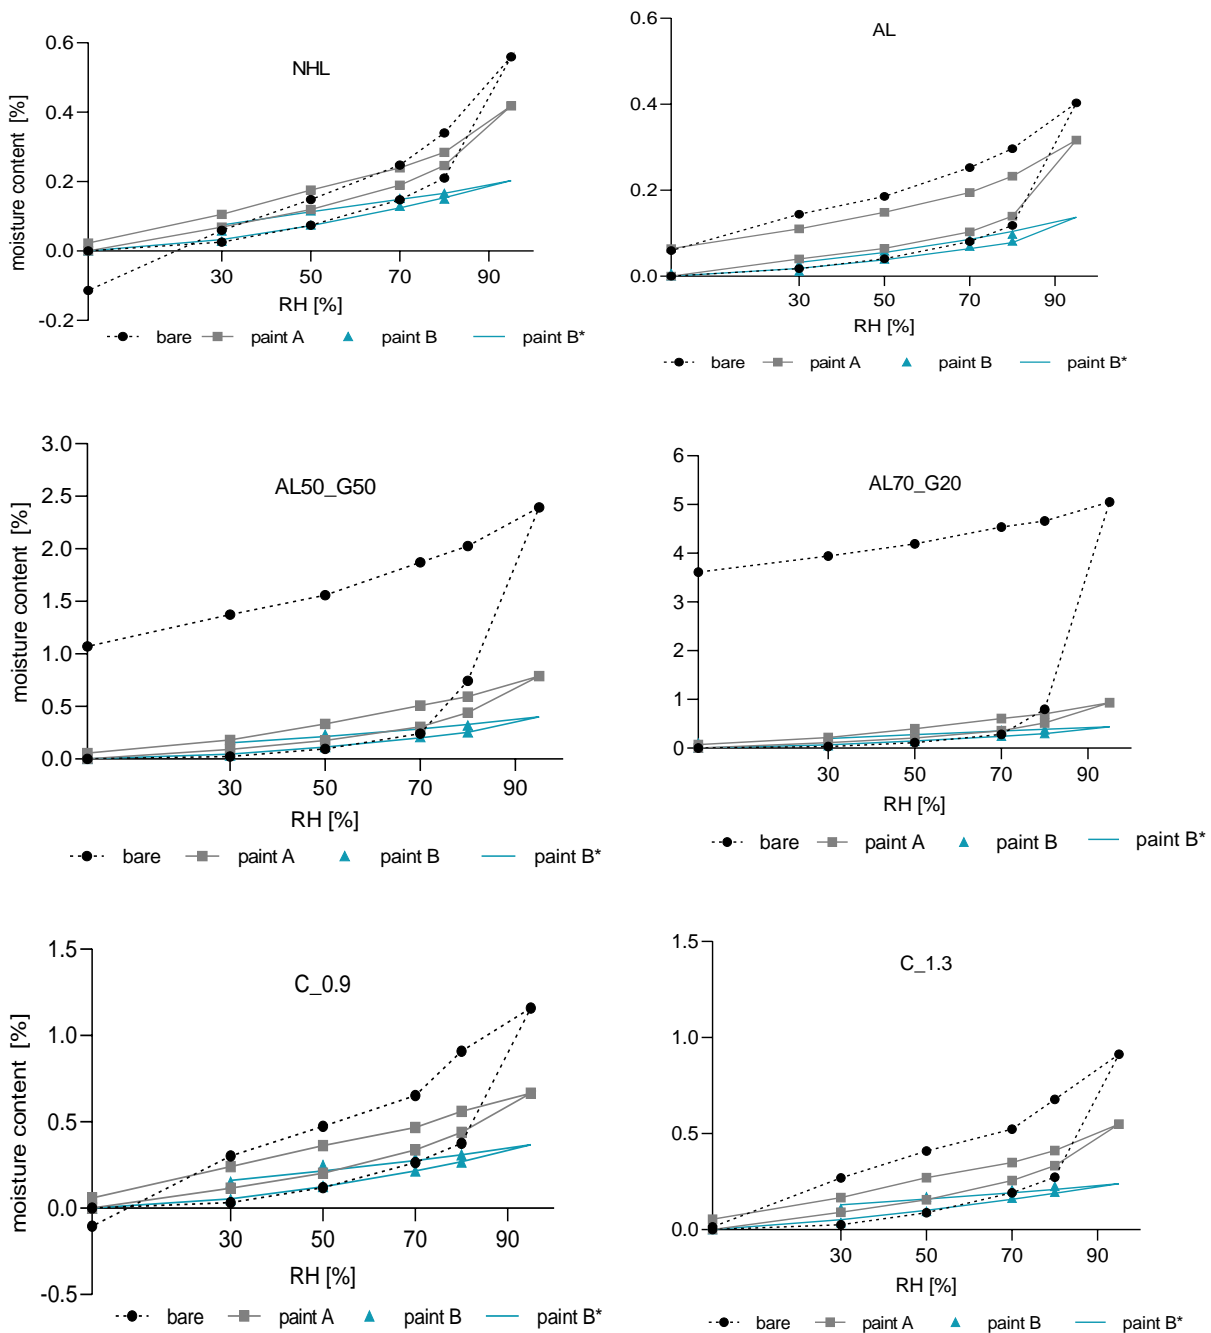 NHL
moisture content [%]
0.6
0.4
0.2
0.0
-0.2
30 50 70 90
RH [%]
bare paint A paint B paint B*
AL
0.6
0.4
0.2
0.0
30 50 70 90
RH [%]
bare paint A paint B paint B*
AL50_G50
moisture content [%]
3.0
2.5
2.0
1.5
1.0
0.5
0.0
30 50 70 90
RH [%]
bare paint A paint B paint B*
AL70_G20
6
5
4
3
2
1
0
30 50 70 90
RH [%]
bare paint A paint B paint B*
C_0.9
moisture content [%]
1.5
1.0
0.5
0.0
-0.5
30 50 70 90
RH [%]
bare paint A paint B paint B*
C_1.3
1.5
1.0
0.5
0.0
30 50 70 90
RH [%]
bare paint A paint B paint B*